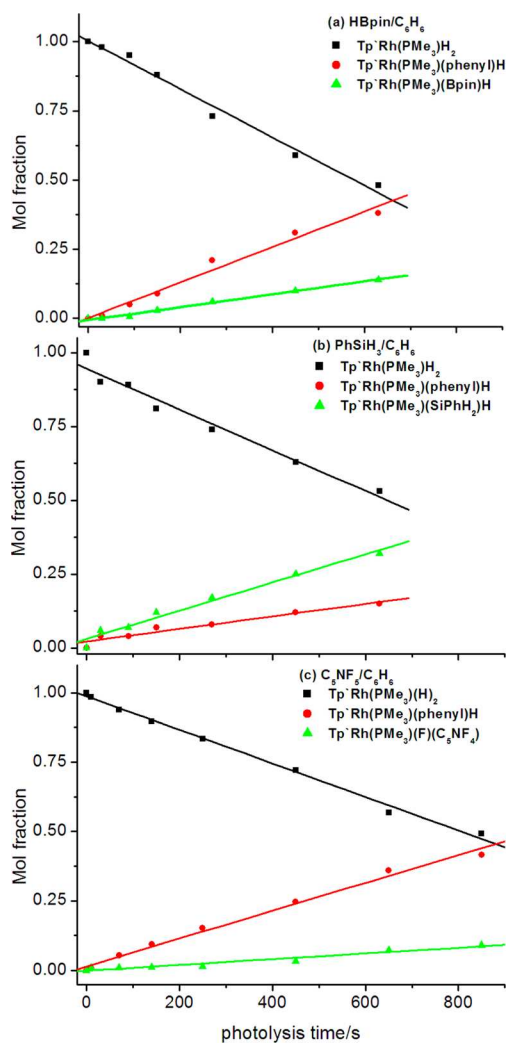 (a) HBpin/C₆H₆
Tp`Rh(PMe₃)H₂
Tp`Rh(PMe₃)(phenyl)H
Tp`Rh(PMe₃)(Bpin)H
1.00
0.75
0.50
0.25
0.00
Mol fraction
(b) PhSiH₃/C₆H₆
Tp`Rh(PMe₃)H₂
Tp`Rh(PMe₃)(phenyl)H
Tp`Rh(PMe₃)(SiPhH₂)H
1.00
0.75
0.50
0.25
0.00
Mol fraction
(c) C₅NF₅/C₆H₆
Tp`Rh(PMe₃)(H)₂
Tp`Rh(PMe₃)(phenyl)H
Tp`Rh(PMe₃)(F)(C₅NF₄)
1.00
0.75
0.50
0.25
0.00
Mol fraction
0 200 400 600 800
photolysis time/s